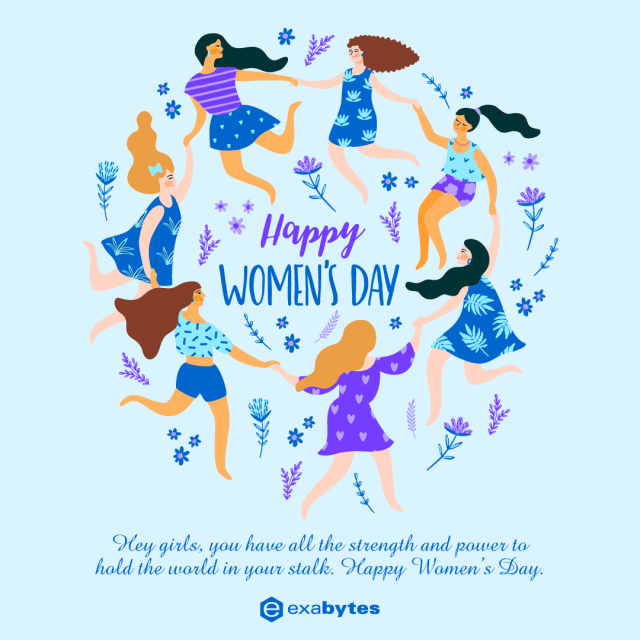 Happy
WOMEN'S DAY
Hey girls, you have all the strength and power to
hold the world in your stalk. Happy Women's Day.
e exabytes